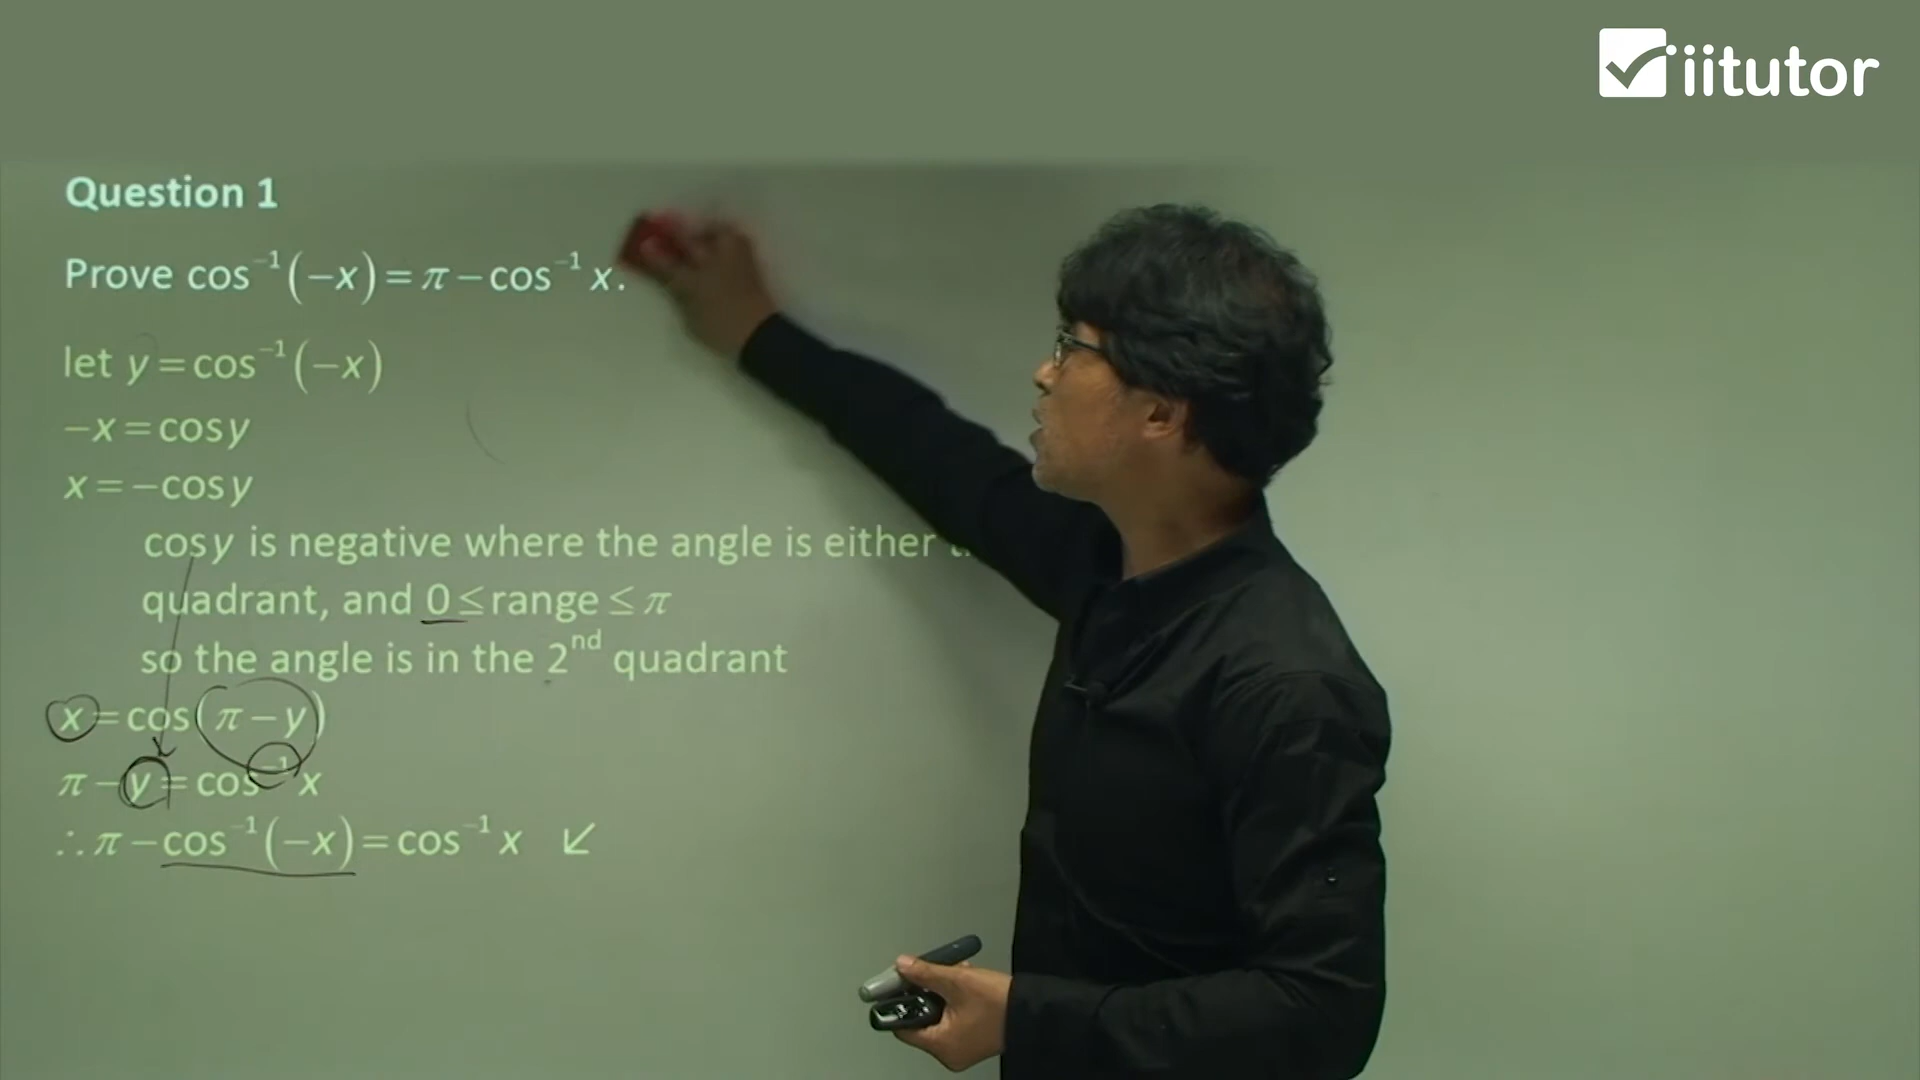 iitutor
Question 1
Prove cos⁻¹(−x) = π − cos⁻¹ x.
let y = cos⁻¹(−x)
−x = cos y
x = −cos y
cos y is negative where the angle is either
quadrant, and 0 ≤ range ≤ π
so the angle is in the 2ⁿᵈ quadrant
x = cos(π − y)
π − y = cos⁻¹ x
∴ π − cos⁻¹(−x) = cos⁻¹ x ↙